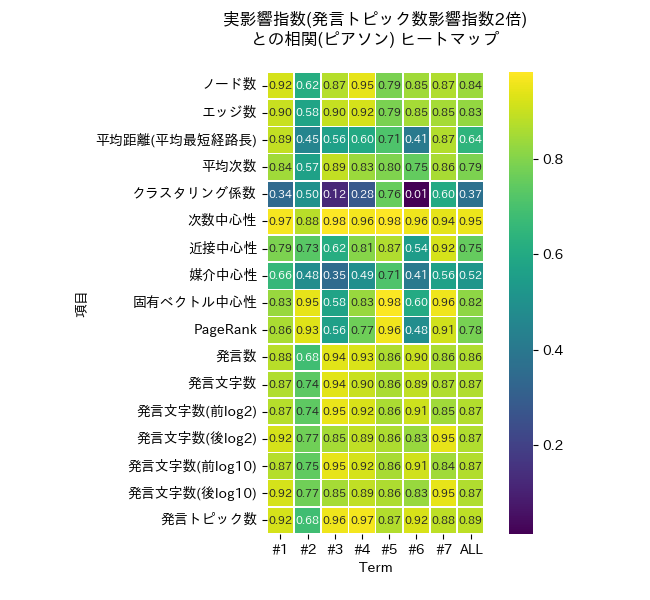 実影響指数(発言トピック数影響指数2倍)
との相関(ピアソン) ヒートマップ
ノード数 0.92 0.62 0.87 0.95 0.79 0.85 0.87 0.84
エッジ数 0.90 0.58 0.90 0.92 0.79 0.85 0.85 0.83
平均距離(平均最短経路長) 0.89 0.45 0.56 0.60 0.71 0.41 0.87 0.64
平均次数 0.84 0.57 0.89 0.83 0.80 0.75 0.86 0.79
クラスタリング係数 0.34 0.50 0.12 0.28 0.76 0.01 0.60 0.37
次数中心性 0.97 0.88 0.98 0.96 0.98 0.96 0.94 0.95
近接中心性 0.79 0.73 0.62 0.81 0.87 0.54 0.92 0.75
媒介中心性 0.66 0.48 0.35 0.49 0.71 0.41 0.56 0.52
固有ベクトル中心性 0.83 0.95 0.58 0.83 0.98 0.60 0.96 0.82
PageRank 0.86 0.93 0.56 0.77 0.96 0.48 0.91 0.78
発言数 0.88 0.68 0.94 0.93 0.86 0.90 0.86 0.86
発言文字数 0.87 0.74 0.94 0.90 0.86 0.89 0.87 0.87
発言文字数(前log2) 0.87 0.74 0.95 0.92 0.86 0.91 0.85 0.87
発言文字数(後log2) 0.92 0.77 0.85 0.89 0.86 0.83 0.95 0.87
発言文字数(前log10) 0.87 0.75 0.95 0.92 0.86 0.91 0.84 0.87
発言文字数(後log10) 0.92 0.77 0.85 0.89 0.86 0.83 0.95 0.87
発言トピック数 0.92 0.68 0.96 0.97 0.87 0.92 0.88 0.89
#1 #2 #3 #4 #5 #6 #7 ALL
Term
項目
0.8
0.6
0.4
0.2